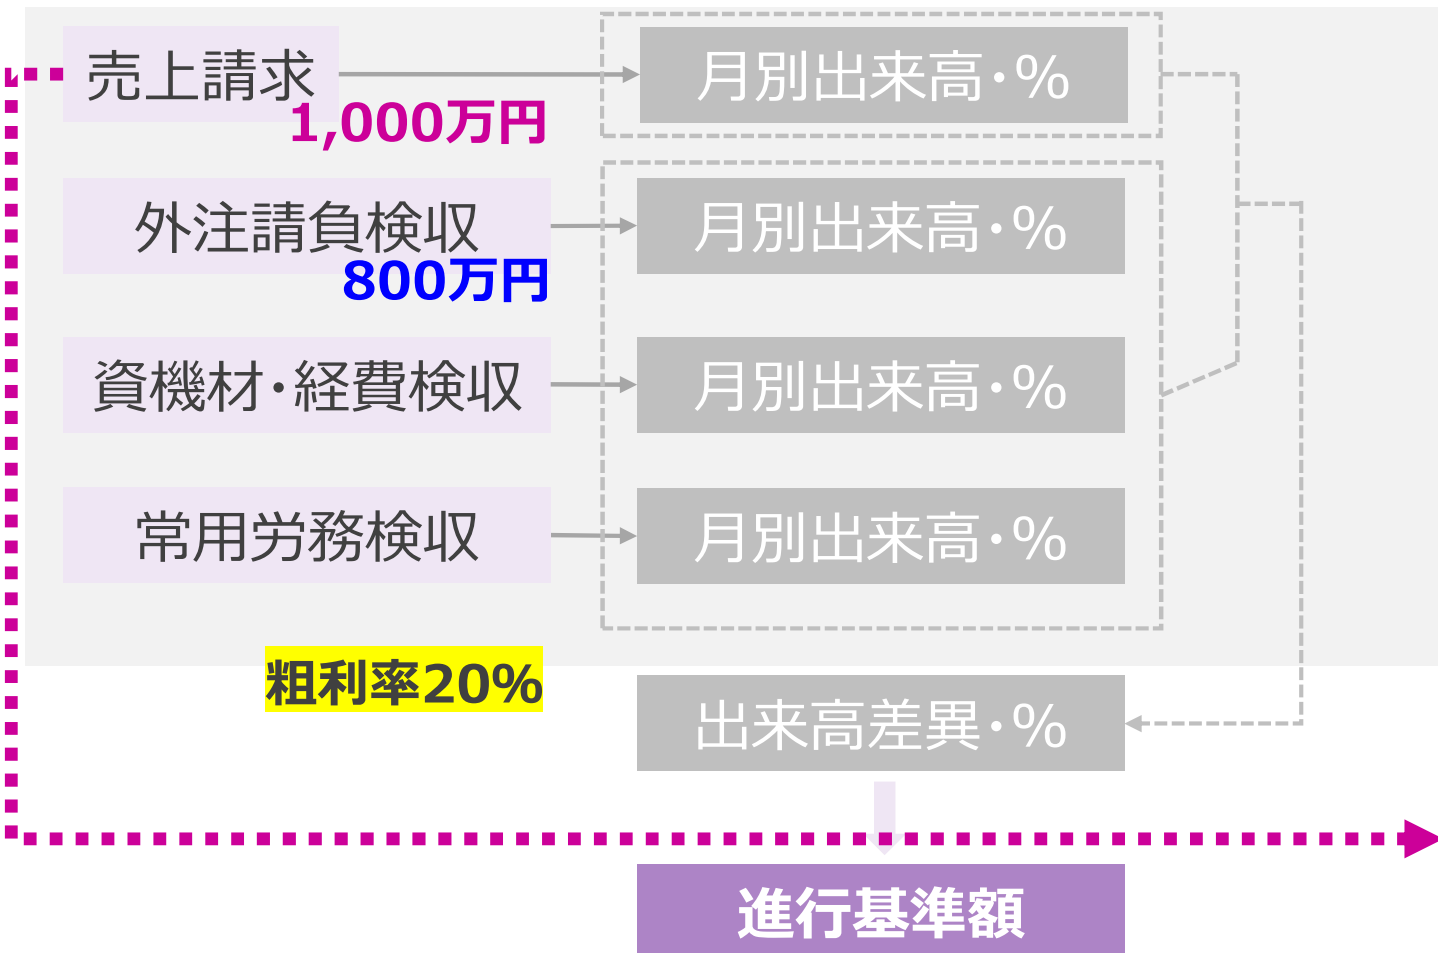 売上請求
月別出来高・%
1,000万円
外注請負検収
月別出来高・%
800万円
資機材・経費検収
月別出来高・%
常用労務検収
月別出来高・%
粗利率20%
出来高差異・%
進行基準額